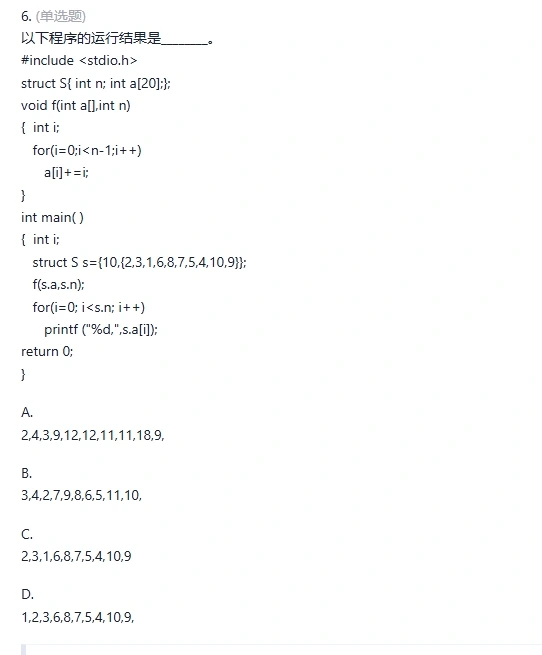 6. (单选题)
以下程序的运行结果是________。
#include <stdio.h>
struct S{ int n; int a[20];};
void f(int a[],int n)
{ int i;
for(i=0;i<n-1;i++)
a[i]+=i;
}
int main( )
{ int i;
struct S s={10,{2,3,1,6,8,7,5,4,10,9}};
f(s.a,s.n);
for(i=0; i<s.n; i++)
printf ("%d,",s.a[i]);
return 0;
}
A.
2,4,3,9,12,12,11,11,18,9,
B.
3,4,2,7,9,8,6,5,11,10,
C.
2,3,1,6,8,7,5,4,10,9
D.
1,2,3,6,8,7,5,4,10,9,